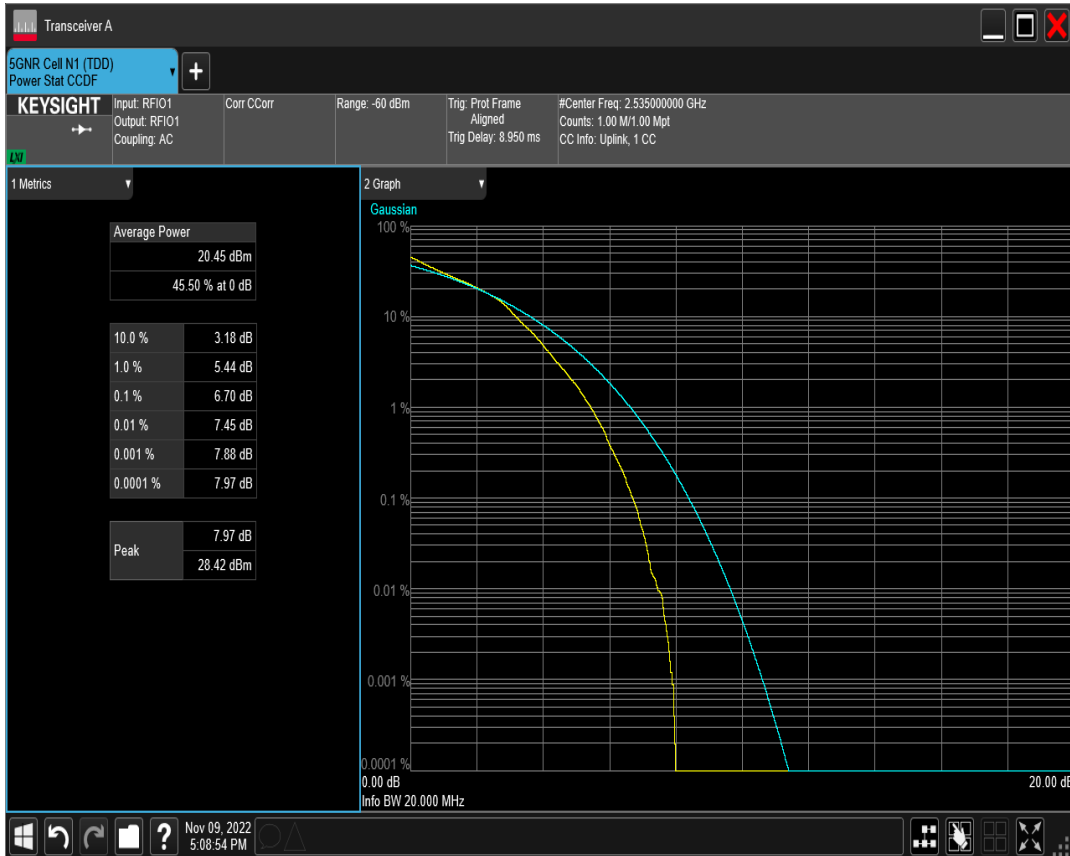 Transceiver A
5GNR Cell N1 (TDD)
Power Stat CCDF
+
KEYSIGHT
LXI
Input: RFIO1
Output: RFIO1
Coupling: AC
Corr CCorr
Range: -60 dBm
Trig: Prot Frame
Aligned
Trig Delay: 8.950 ms
#Center Freq: 2.535000000 GHz
Counts: 1.00 M/1.00 Mpt
CC Info: Uplink, 1 CC
1 Metrics
Average Power
20.45 dBm
45.50 % at 0 dB
10.0 % 3.18 dB
1.0 % 5.44 dB
0.1 % 6.70 dB
0.01 % 7.45 dB
0.001 % 7.88 dB
0.0001 % 7.97 dB
Peak
7.97 dB
28.42 dBm
2 Graph
Gaussian
100 %
10 %
1 %
0.1 %
0.01 %
0.001 %
0.0001 %
0.00 dB 20.00 dB
Info BW 20.000 MHz
?
Nov 09, 2022
5:08:54 PM